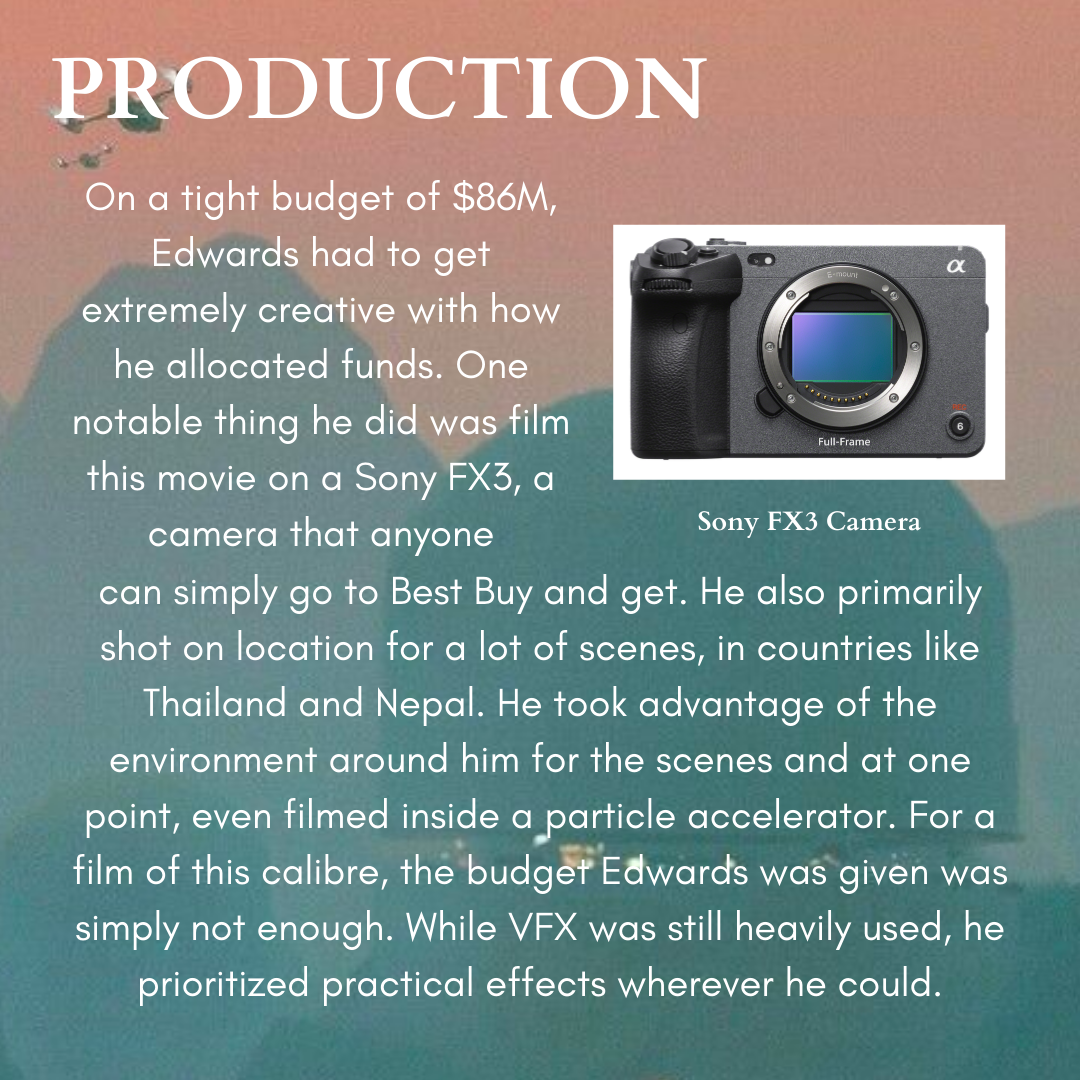 PRODUCTION
On a tight budget of $86M,
Edwards had to get
extremely creative with how
he allocated funds. One
notable thing he did was film
this movie on a Sony FX3, a
camera that anyone
E-mount
α
6
Full-Frame
Sony FX3 Camera
can simply go to Best Buy and get. He also primarily
shot on location for a lot of scenes, in countries like
Thailand and Nepal. He took advantage of the
environment around him for the scenes and at one
point, even filmed inside a particle accelerator. For a
film of this calibre, the budget Edwards was given was
simply not enough. While VFX was still heavily used, he
prioritized practical effects wherever he could.